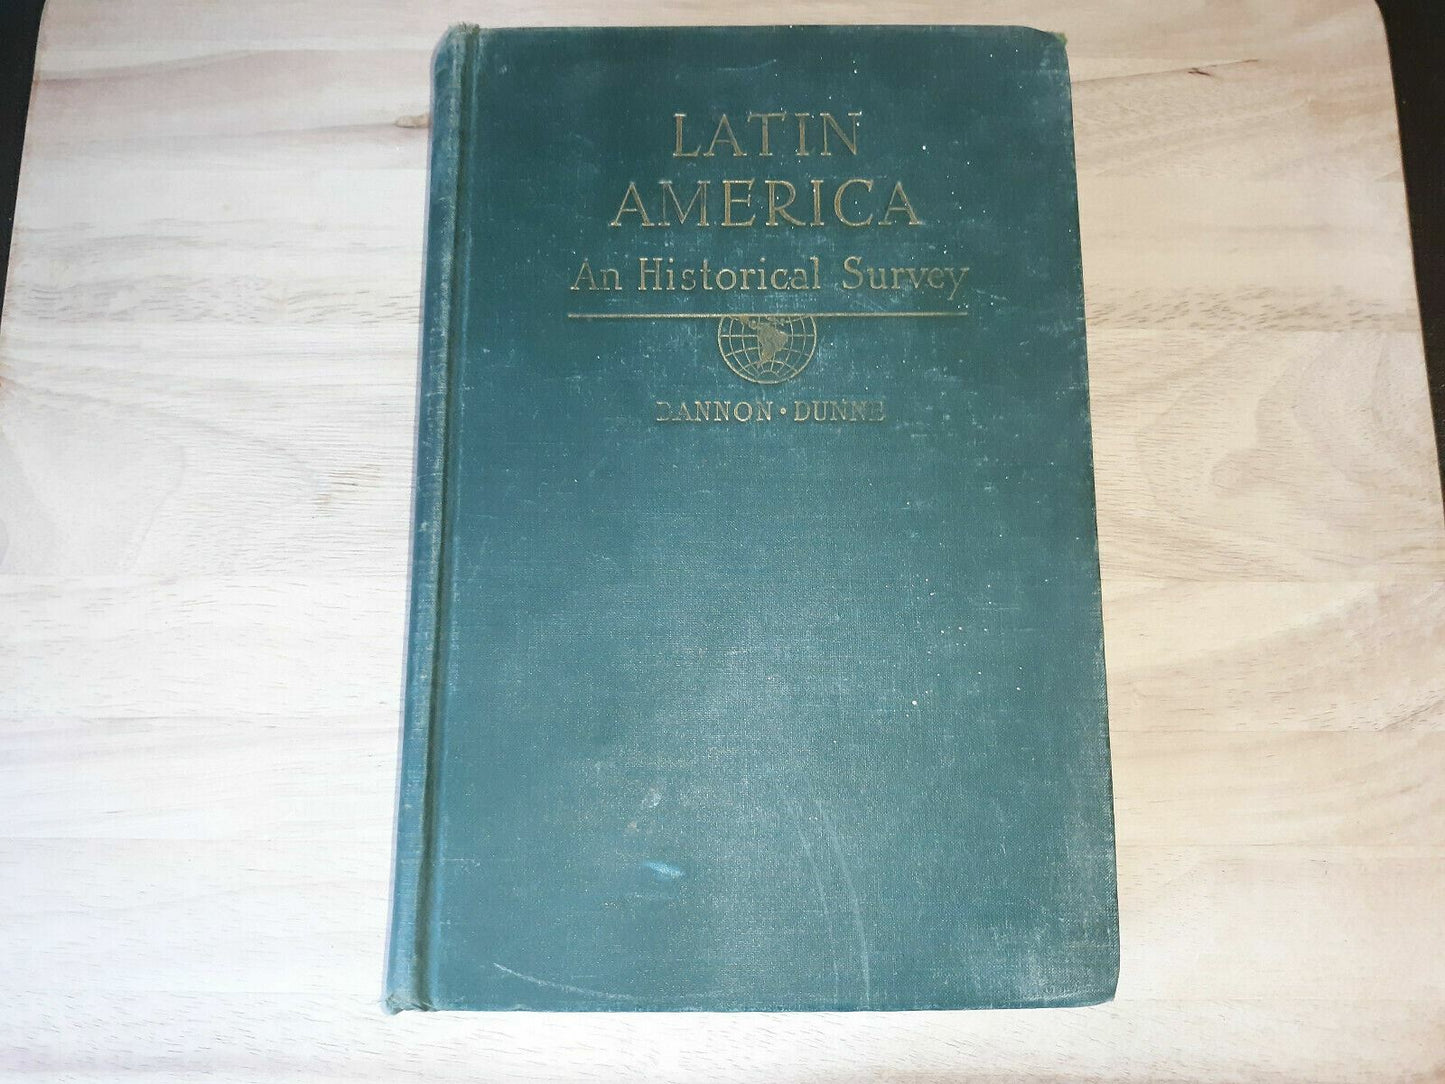 LATIN
AMERICA
An Historical Survey
BANNON · DUNNE